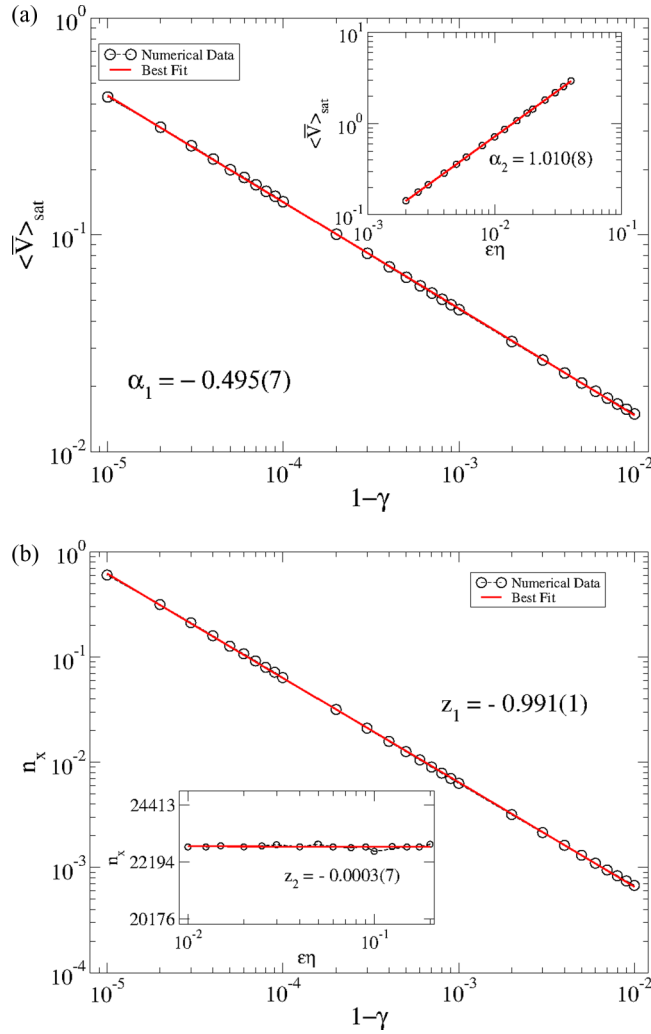 (a)
10^0
Numerical Data
Best Fit
10^1
<V̅>_sat
10^0
α_2 = 1.010(8)
10^-1
10^-3
10^-2
10^-1
εη
10^-1
<V̅>_sat
α_1 = − 0.495(7)
10^-2
10^-5
10^-4
10^-3
10^-2
1−γ
(b)
10^0
Numerical Data
Best Fit
10^-1
z_1 = - 0.991(1)
n_x
10^-2
24413
n_x
22194
z_2 = - 0.0003(7)
20176
10^-2
10^-1
εη
10^-3
10^-4
10^-5
10^-4
10^-3
10^-2
1−γ